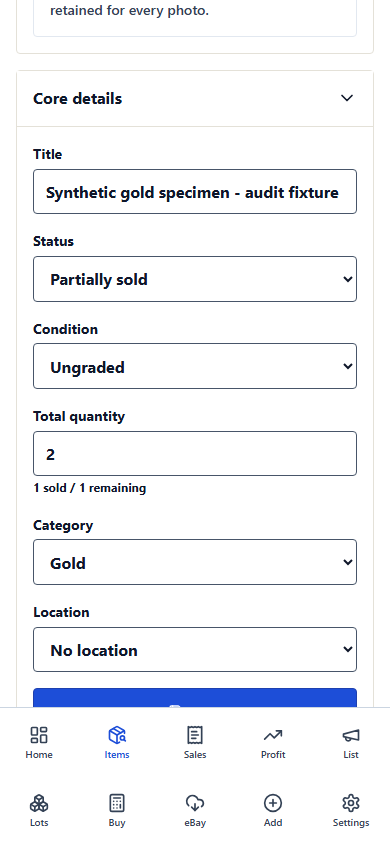 retained for every photo.
Core details
Title
Synthetic gold specimen - audit fixture
Status
Partially sold
Condition
Ungraded
Total quantity
2
1 sold / 1 remaining
Category
Gold
Location
No location
Home Items Sales Profit List
Lots Buy eBay Add Settings